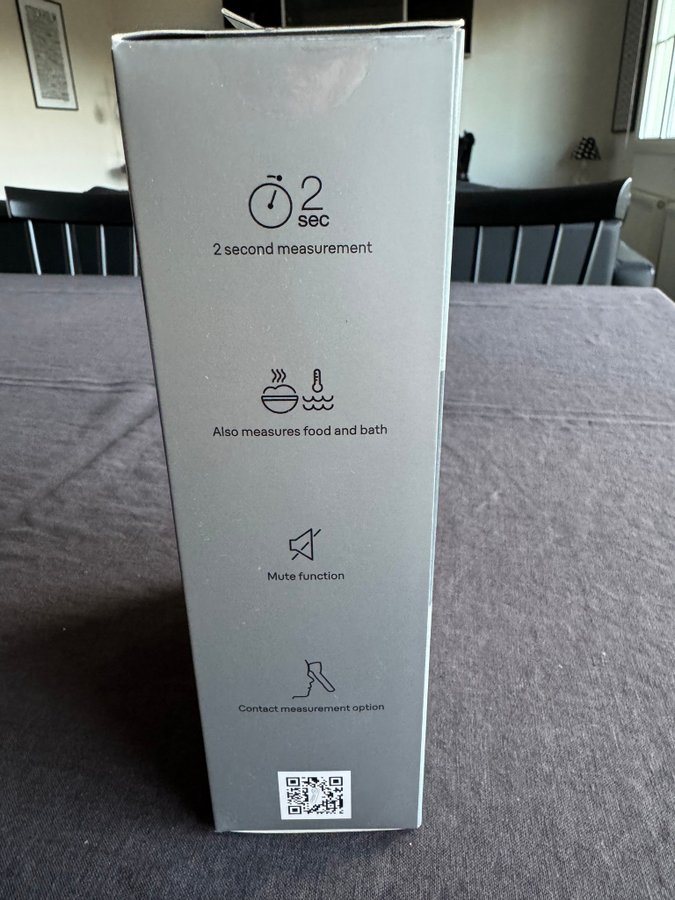 2
sec
2 second measurement
Also measures food and bath
Mute function
Contact measurement option